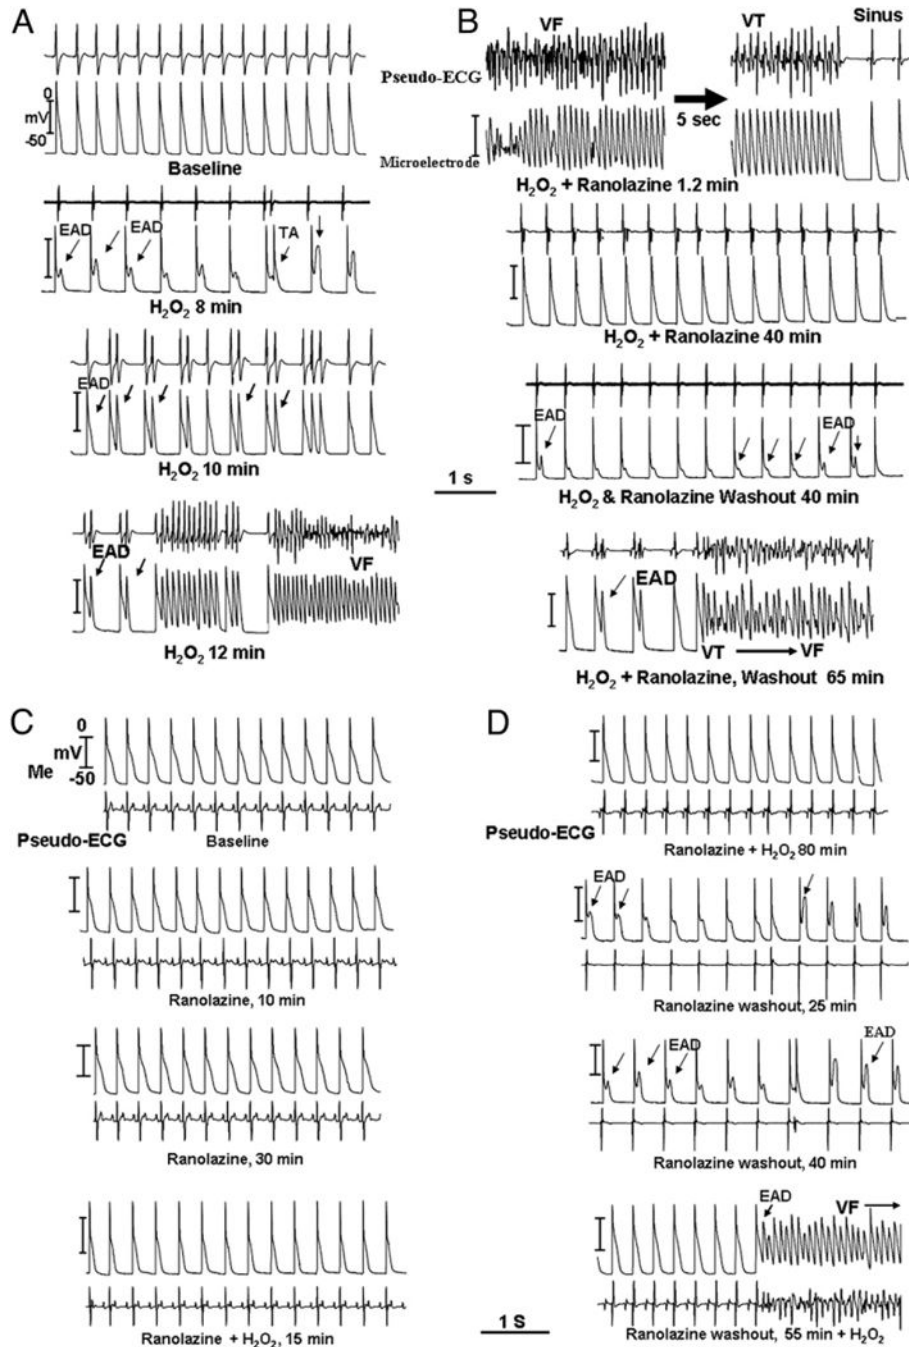 A
0
mV
-50
Baseline
EAD
EAD
TA
H₂O₂ 8 min
EAD
H₂O₂ 10 min
EAD
VF
H₂O₂ 12 min
1 s
B
VF
VT
Sinus
Pseudo-ECG
5 sec
Microelectrode
H₂O₂ + Ranolazine 1.2 min
H₂O₂ + Ranolazine 40 min
EAD
EAD
H₂O₂ & Ranolazine Washout 40 min
EAD
VT
VF
H₂O₂ + Ranolazine, Washout 65 min
C
0
mV
Me
-50
Pseudo-ECG
Baseline
Ranolazine, 10 min
Ranolazine, 30 min
Ranolazine + H₂O₂, 15 min
D
Pseudo-ECG
Ranolazine + H₂O₂ 80 min
EAD
Ranolazine washout, 25 min
EAD
EAD
Ranolazine washout, 40 min
EAD
VF
Ranolazine washout, 55 min + H₂O₂
1 S